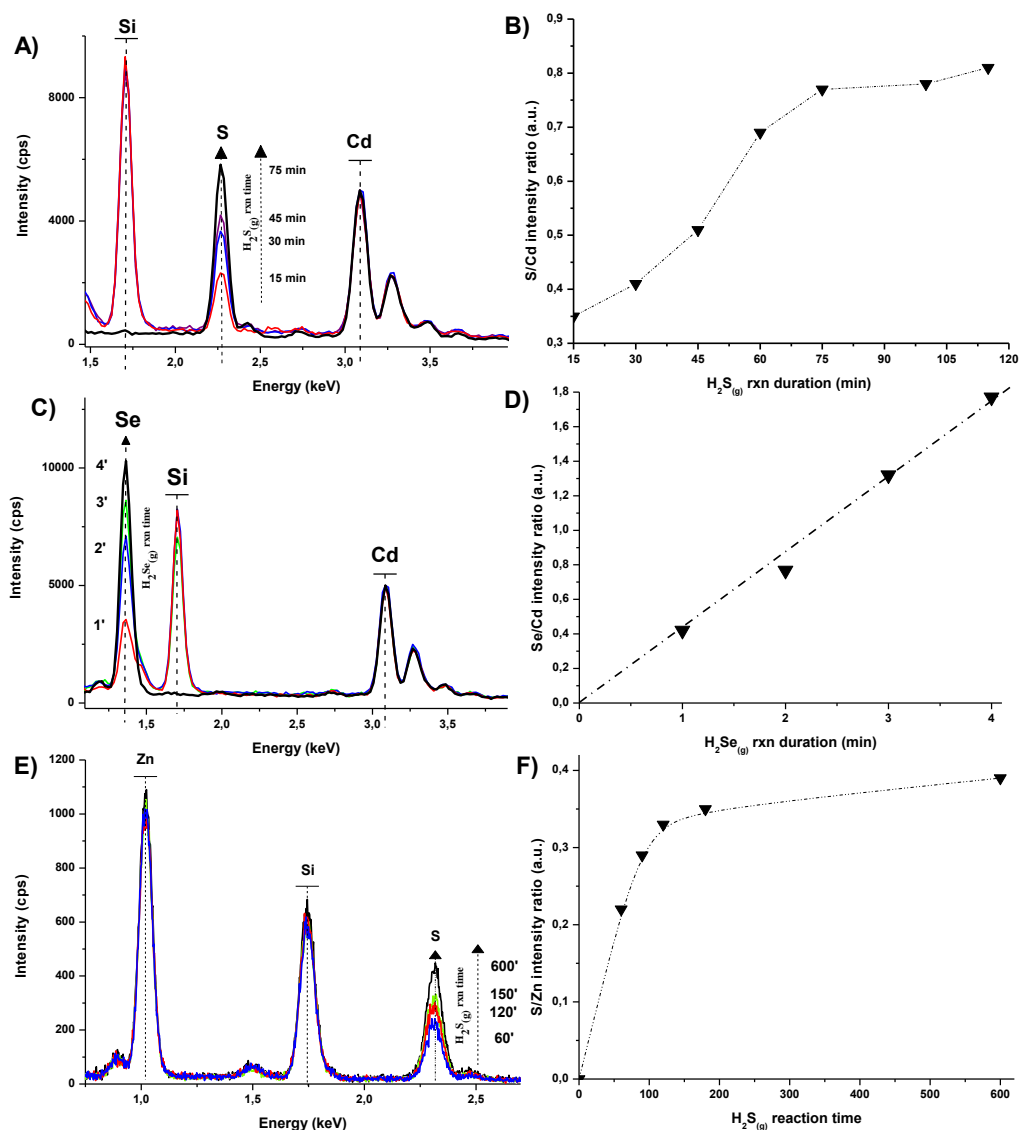 A)
Si
S
Cd
H2S(g) rxn time
75 min
45 min
30 min
15 min
Intensity (cps)
8000
4000
0
1,5
2,0
2,5
3,0
3,5
Energy (keV)
B)
S/Cd intensity ratio (a.u.)
0,9
0,8
0,7
0,6
0,5
0,4
0,3
15
30
45
60
75
90
105
120
H2S(g) rxn duration (min)
C)
Se
Si
Cd
4'
3'
2'
1'
H2Se(g) rxn time
Intensity (cps)
10000
5000
0
1,5
2,0
2,5
3,0
3,5
Energy (keV)
D)
Se/Cd intensity ratio (a.u.)
1,8
1,6
1,4
1,2
1,0
0,8
0,6
0,4
0,2
0,0
0
1
2
3
4
H2Se(g) rxn duration (min)
E)
Zn
Si
S
H2S(g) rxn time
600'
150'
120'
60'
Intensity (cps)
1200
1000
800
600
400
200
0
1,0
1,5
2,0
2,5
Energy (keV)
F)
S/Zn intensity ratio (a.u.)
0,4
0,3
0,2
0,1
0,0
0
100
200
300
400
500
600
H2S(g) reaction time